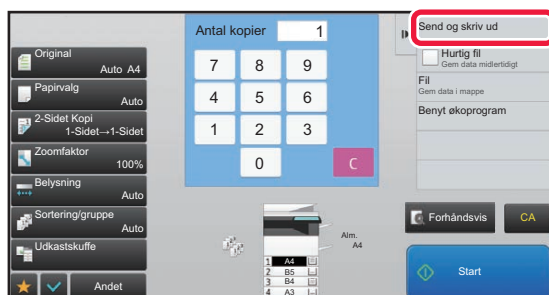 Original
Auto A4
Papirvalg
Auto
2-Sidet Kopi
1-Sidet→1-Sidet
Zoomfaktor
100%
Belysning
Auto
Sortering/gruppe
Auto
Udkastskuffe
Andet
Antal kopier 1
7 8 9
4 5 6
1 2 3
0 C
Alm.
A4
1 A4
2 B5
3 B4
4 A3
Send og skriv ud
Hurtig fil
Gem data midlertidigt
Fil
Gem data i mappe
Benyt økoprogram
Forhåndsvis CA
Start